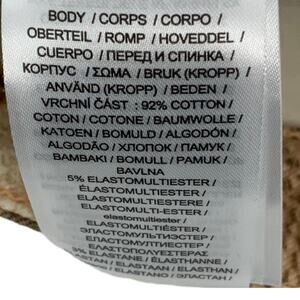 BODY / CORPS / CORPO /
OBERTEIL / ROMP / HOVEDDEL /
CUERPO / ПЕРЕД И СПИНКА /
КОРПУС / ΣΩΜΑ / BRUK (KROPP) /
ANVÄND (KROPP) / BEDEN /
VRCHNÍ ČÁST : 92% COTTON /
COTON / COTONE / BAUMWOLLE /
KATOEN / BOMULD / ALGODÓN /
ALGODÃO / ХЛОПОК / ПАМУК /
BAMBAKI / BOMULL / PAMUK /
BAVLNA
5% ELASTOMULTIESTER /
ÉLASTOMULTIESTER /
ELASTOMULTIESTERE /
ELASTOMULTI-ESTER /
elastomultiester /
ELASTOMULTIÉSTER /
ЭЛАСТОМУЛЬТИЭСТЕР /
ЕЛАСТОМУЛТИЕСТЕР /
ΕΛΑΣΤΟΠΟΛΥΕΣΤΕΡΑΣ
3% ELASTANE / ÉLASTHANNE /
ELASTAN / ELASTAAN / ELASTHAN
ELASTANO / ЭЛАСТАН /